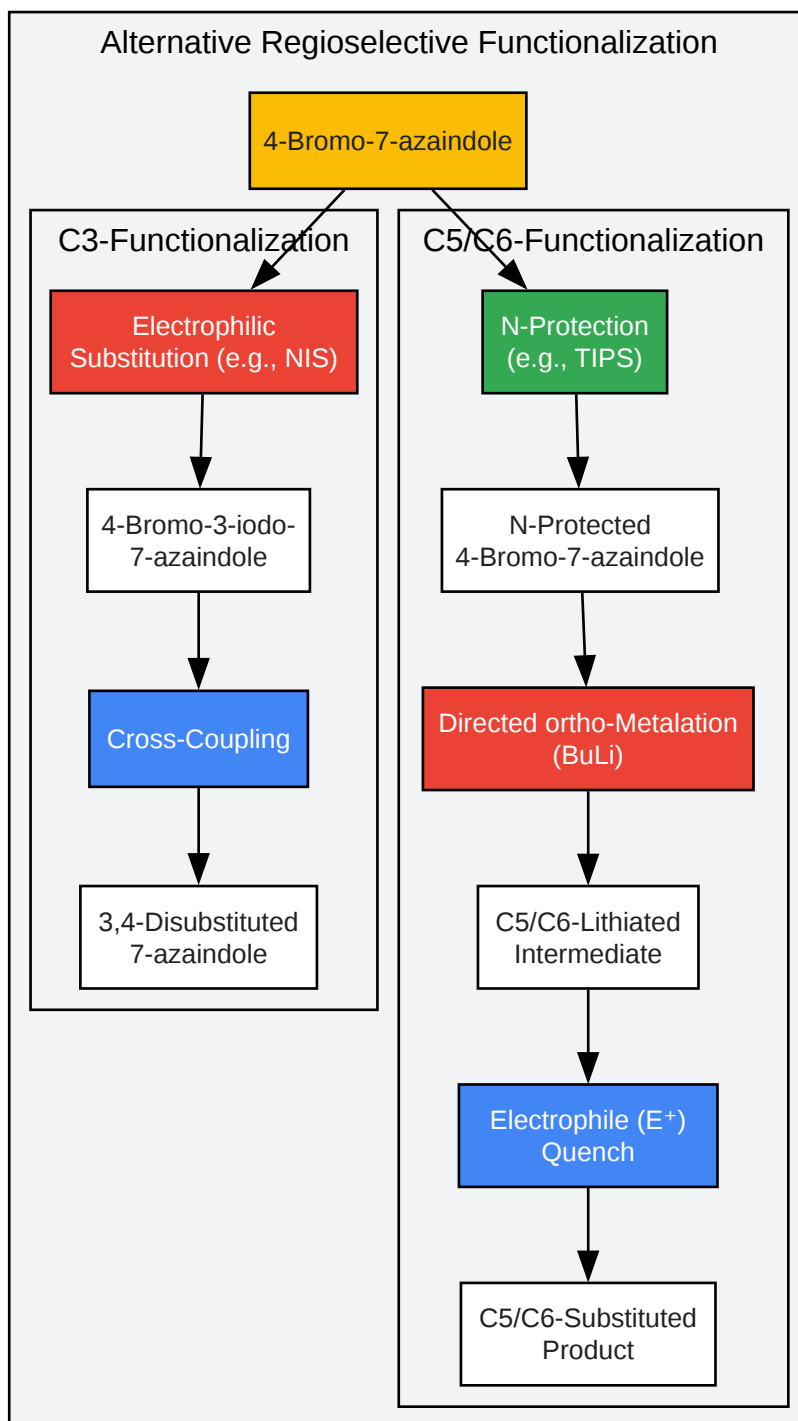 Alternative Regioselective Functionalization
4-Bromo-7-azaindole
C3-Functionalization
Electrophilic
Substitution (e.g., NIS)
4-Bromo-3-iodo-
7-azaindole
Cross-Coupling
3,4-Disubstituted
7-azaindole
C5/C6-Functionalization
N-Protection
(e.g., TIPS)
N-Protected
4-Bromo-7-azaindole
Directed ortho-Metalation
(BuLi)
C5/C6-Lithiated
Intermediate
Electrophile (E⁺)
Quench
C5/C6-Substituted
Product